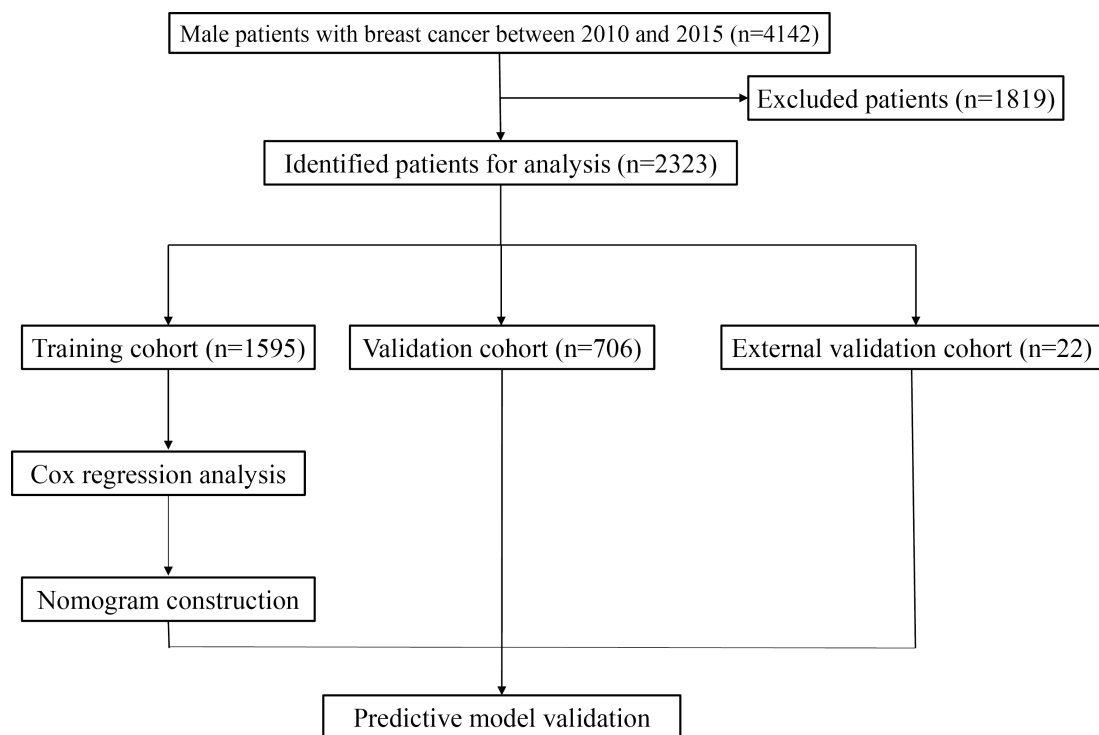 Male patients with breast cancer between 2010 and 2015 (n=4142)
Excluded patients (n=1819)
Identified patients for analysis (n=2323)
Training cohort (n=1595)
Validation cohort (n=706)
External validation cohort (n=22)
Cox regression analysis
Nomogram construction
Predictive model validation